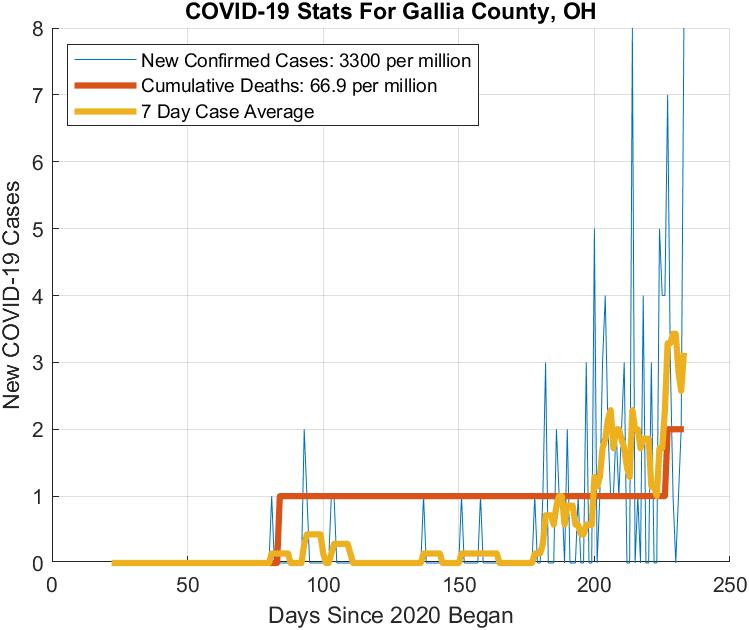 COVID-19 Stats For Gallia County, OH
New Confirmed Cases: 3300 per million
Cumulative Deaths: 66.9 per million
7 Day Case Average
New COVID-19 Cases
8
7
6
5
4
3
2
1
0
0 50 100 150 200 250
Days Since 2020 Began